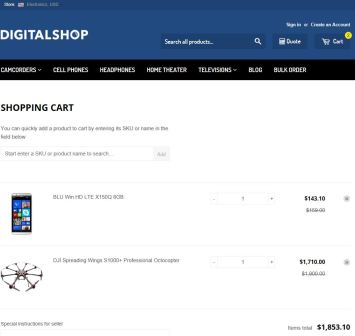 Store: Electronics, USD
Sign in or Create an Account
DIGITALSHOP
Search all products...
Quote
Cart
0
CAMCORDERS CELL PHONES HEADPHONES HOME THEATER TELEVISIONS BLOG BULK ORDER
SHOPPING CART
You can quickly add a product to cart by entering its SKU or name in the
field below
Start enter a SKU or product name to search... Add
BLU Win HD LTE X150Q 8GB - 1 + $143.10
$159.00
DJI Spreading Wings S1000+ Professional Octocopter - 1 + $1,710.00
$1,900.00
Special instructions for seller
Items total $1,853.10